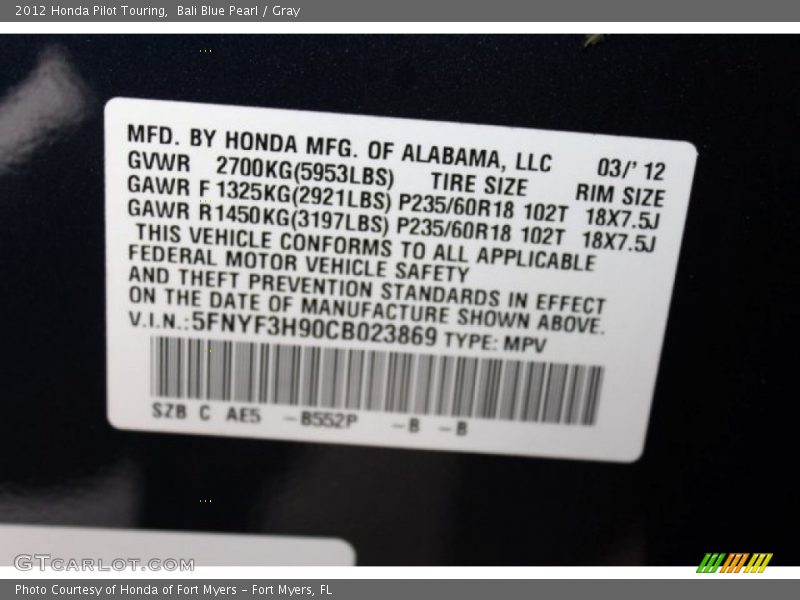 2012 Honda Pilot Touring,  Bali Blue Pearl / Gray
MFD. BY HONDA MFG. OF ALABAMA, LLC 03/' 12
GVWR 2700KG(5953LBS) TIRE SIZE RIM SIZE
GAWR F 1325KG(2921LBS) P235/60R18 102T 18X7.5J
GAWR R1450KG(3197LBS) P235/60R18 102T 18X7.5J
THIS VEHICLE CONFORMS TO ALL APPLICABLE
FEDERAL MOTOR VEHICLE SAFETY
AND THEFT PREVENTION STANDARDS IN EFFECT
ON THE DATE OF MANUFACTURE SHOWN ABOVE.
V.I.N.:5FNYF3H90CB023869 TYPE: MPV
SZB C AE5 -B552P -B -B
GTCARLOT.COM
Photo Courtesy of Honda of Fort Myers - Fort Myers, FL